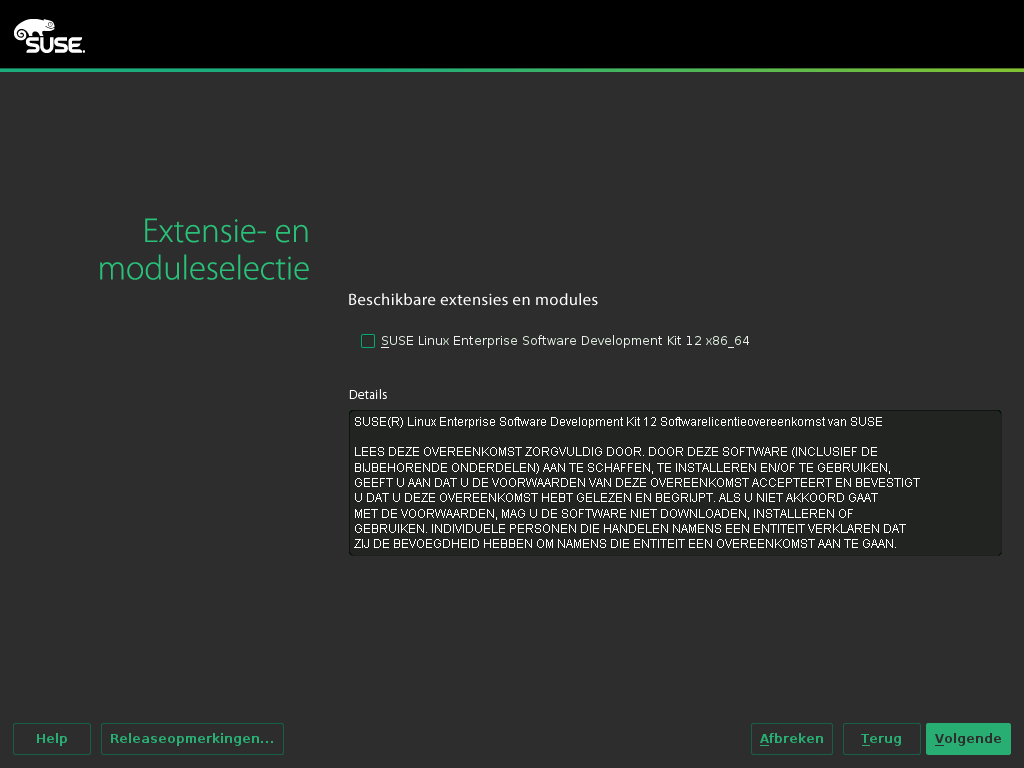 SUSE
Extensie- en
moduleselectie
Beschikbare extensies en modules
SUSE Linux Enterprise Software Development Kit 12 x86_64
Details
SUSE(R) Linux Enterprise Software Development Kit 12 Softwarelicentieovereenkomst van SUSE
LEES DEZE OVEREENKOMST ZORGVULDIG DOOR. DOOR DEZE SOFTWARE (INCLUSIEF DE
BIJBEHORENDE ONDERDELEN) AAN TE SCHAFFEN, TE INSTALLEREN EN/OF TE GEBRUIKEN,
GEEFT U AAN DAT U DE VOORWAARDEN VAN DEZE OVEREENKOMST ACCEPTEERT EN BEVESTIGT
U DAT U DEZE OVEREENKOMST HEBT GELEZEN EN BEGRIJPT. ALS U NIET AKKOORD GAAT
MET DE VOORWAARDEN, MAG U DE SOFTWARE NIET DOWNLOADEN, INSTALLEREN OF
GEBRUIKEN. INDIVIDUELE PERSONEN DIE HANDELEN NAMENS EEN ENTITEIT VERKLAREN DAT
ZIJ DE BEVOEGDHEID HEBBEN OM NAMENS DIE ENTITEIT EEN OVEREENKOMST AAN TE GAAN.
Help Releaseopmerkingen... Afbreken Terug Volgende